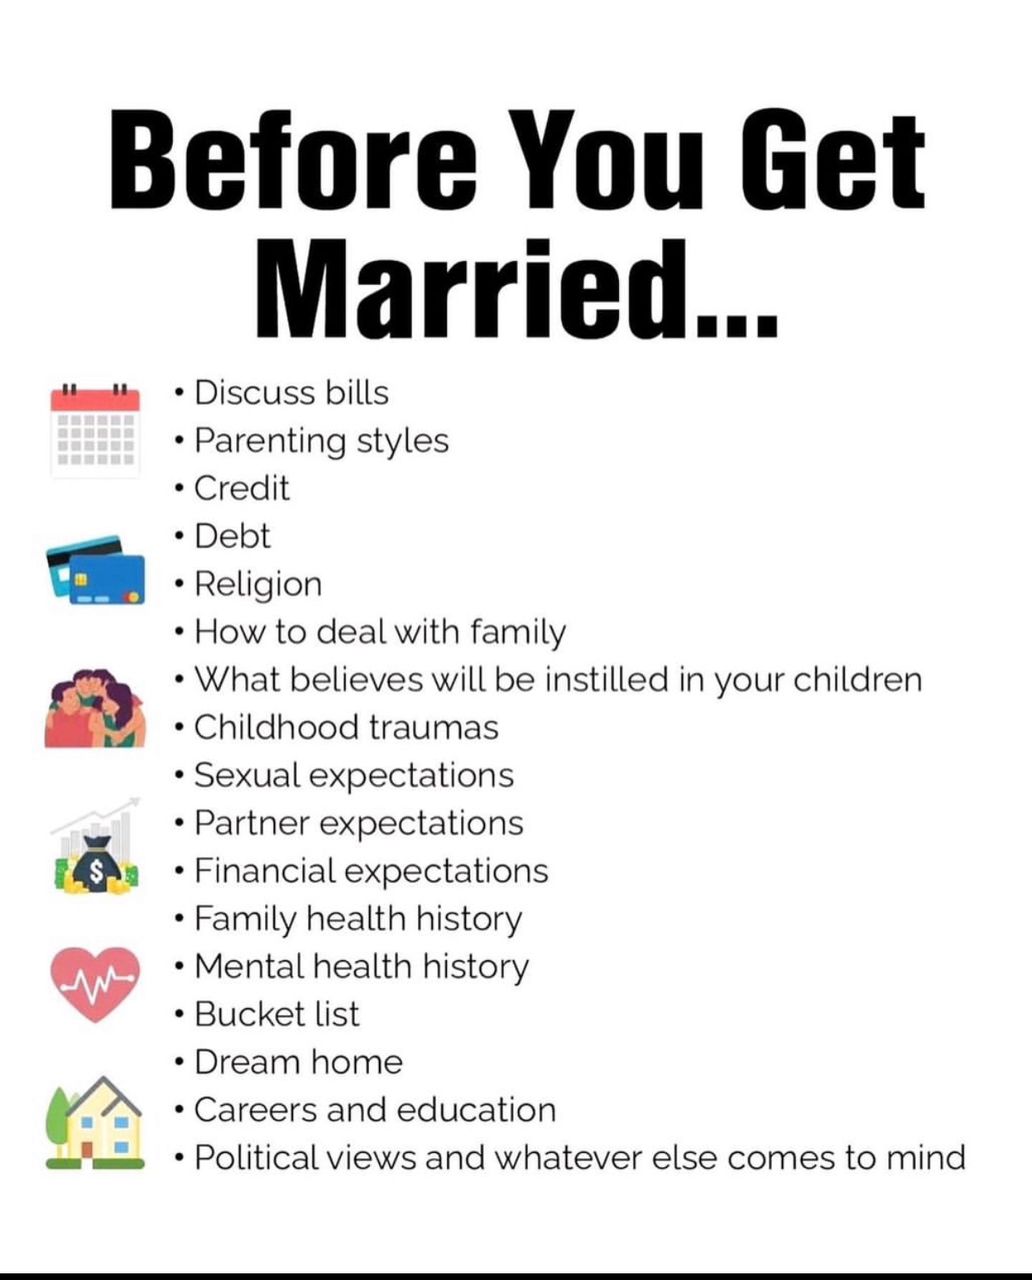 Before You Get
Married...
• Discuss bills
• Parenting styles
• Credit
• Debt
• Religion
• How to deal with family
• What believes will be instilled in your children
• Childhood traumas
• Sexual expectations
• Partner expectations
• Financial expectations
• Family health history
• Mental health history
• Bucket list
• Dream home
• Careers and education
• Political views and whatever else comes to mind
$